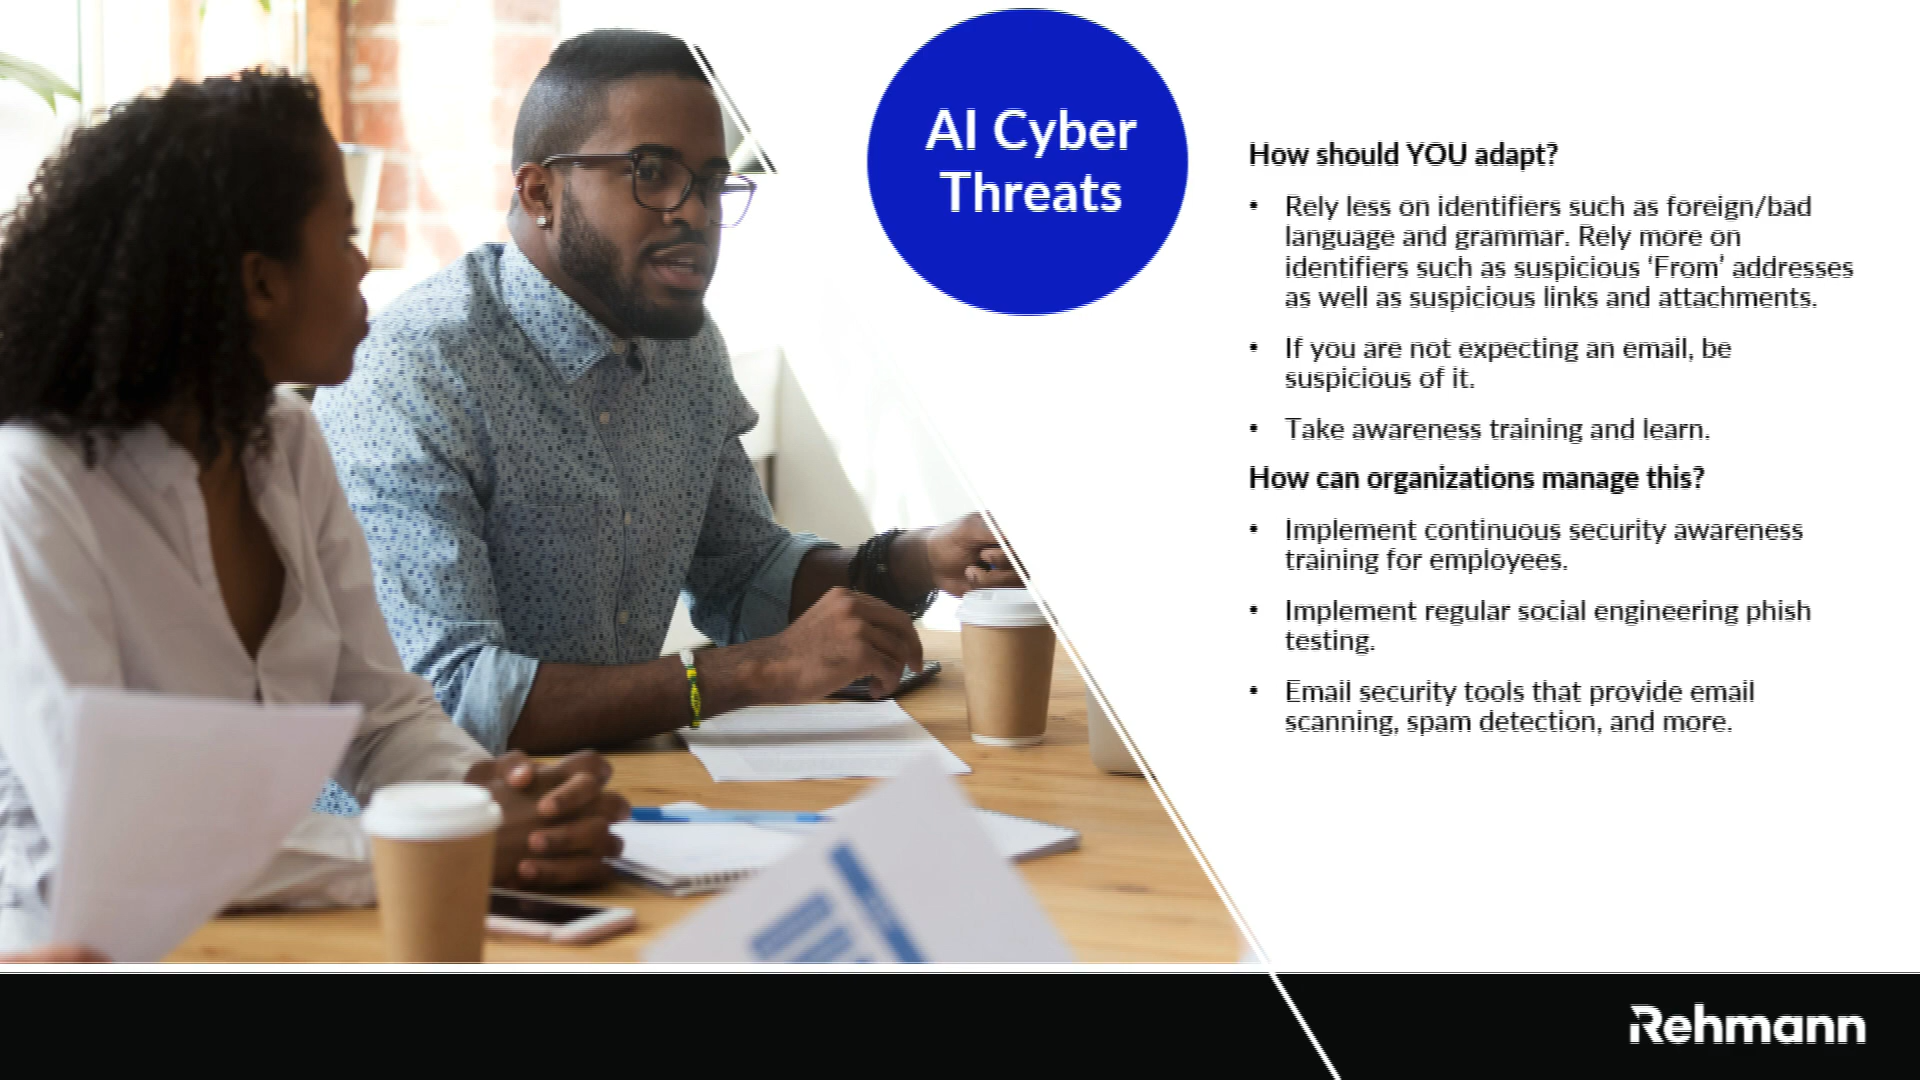 AI Cyber
Threats
How should YOU adapt?
• Rely less on identifiers such as foreign/bad
language and grammar. Rely more on
identifiers such as suspicious ‘From’ addresses
as well as suspicious links and attachments.
• If you are not expecting an email, be
suspicious of it.
• Take awareness training and learn.
How can organizations manage this?
• Implement continuous security awareness
training for employees.
• Implement regular social engineering phish
testing.
• Email security tools that provide email
scanning, spam detection, and more.
Rehmann